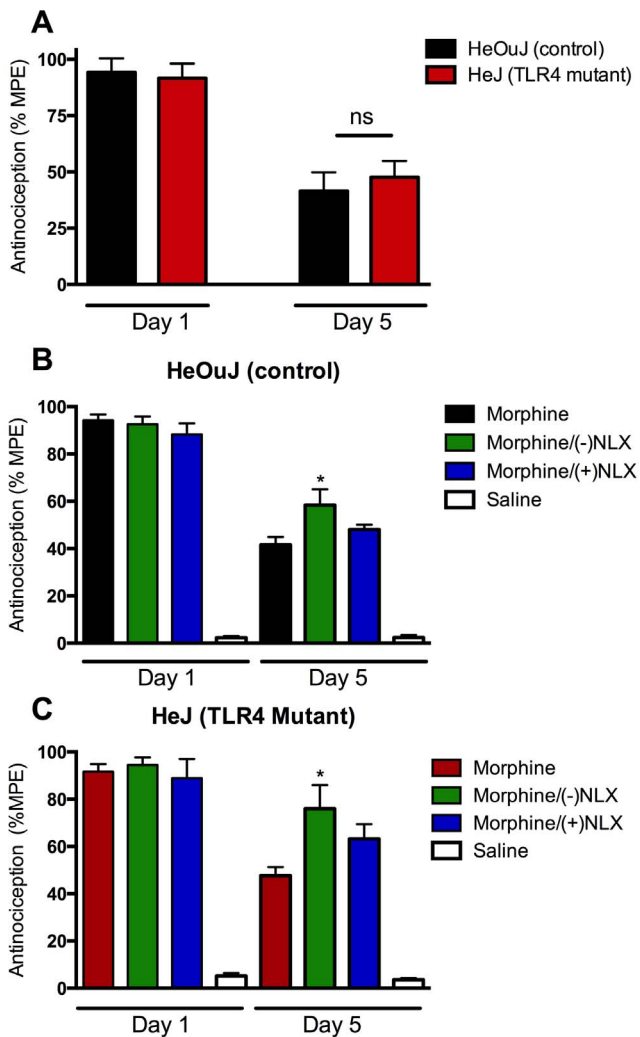 A
Antinociception (% MPE)
100
75
50
25
0
ns
HeOuJ (control)
HeJ (TLR4 mutant)
Day 1
Day 5
B
HeOuJ (control)
Antinociception (% MPE)
100
80
60
40
20
0
*
Morphine
Morphine/(-)NLX
Morphine/(+)NLX
Saline
Day 1
Day 5
C
HeJ (TLR4 Mutant)
Antinociception (%MPE)
100
80
60
40
20
0
*
Morphine
Morphine/(-)NLX
Morphine/(+)NLX
Saline
Day 1
Day 5